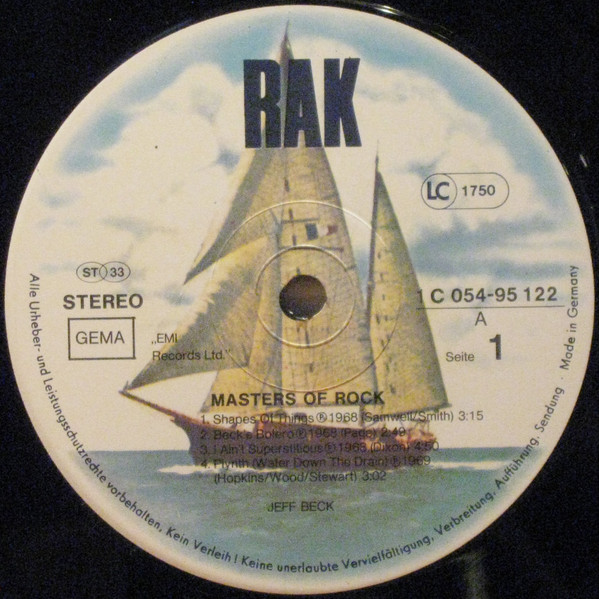 RAK
LC 1750
ST 33
STEREO
GEMA
„EMI
Records Ltd."
1 C 054-95 122
A
Seite 1
MASTERS OF ROCK
1. Shapes Of Things ℗ 1968 (Samwell/Smith) 3:15
2. Beck's Bolero ℗ 1968 (Page) 2:49
3. I Ain't Superstitious ℗ 1968 (Dixon) 4:50
4. Plynth (Water Down The Drain) ℗ 1969
(Hopkins/Wood/Stewart) 3:02
JEFF BECK
Alle Urheber- und Leistungsschutzrechte vorbehalten. Kein Verleih! Keine unerlaubte Vervielfältigung, Verbreitung, Aufführung, Sendung · Made in Germany